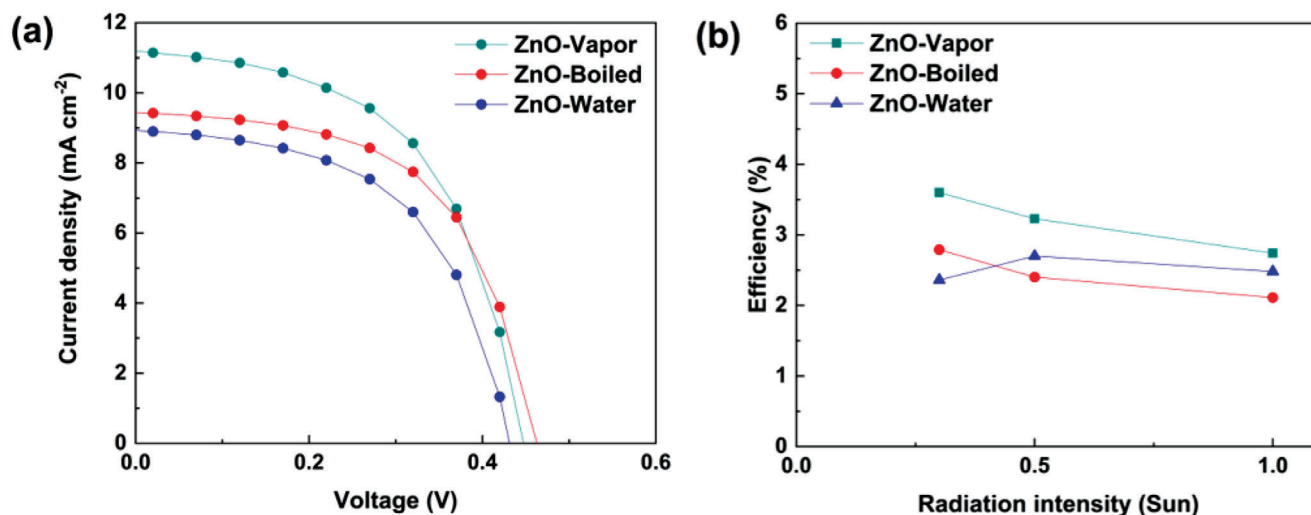 (a)
12
10
8
6
4
2
0
0.0
0.2
0.4
0.6
Current density (mA cm⁻²)
Voltage (V)
ZnO-Vapor
ZnO-Boiled
ZnO-Water
(b)
6
5
4
3
2
1
0
0.0
0.5
1.0
Efficiency (%)
Radiation intensity (Sun)
ZnO-Vapor
ZnO-Boiled
ZnO-Water